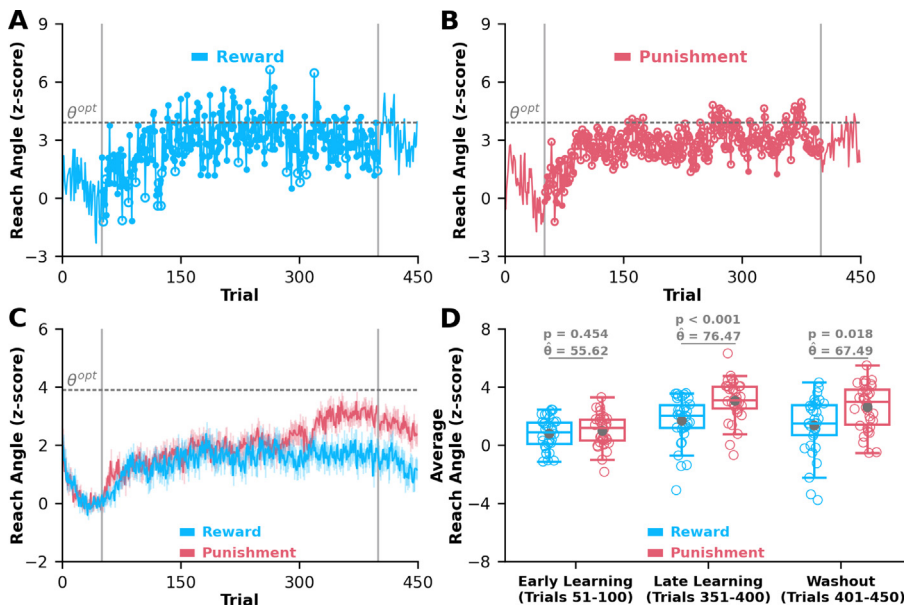 A
Reach Angle (z-score)
9
6
3
0
−3
Reward
θ^opt
0
150
300
450
Trial
B
Reach Angle (z-score)
9
6
3
0
−3
Punishment
θ^opt
0
150
300
450
Trial
C
Reach Angle (z-score)
6
4
2
0
−2
θ^opt
Reward
Punishment
0
150
300
450
Trial
D
Average
Reach Angle (z-score)
8
4
0
−4
−8
p = 0.454
θ̂ = 55.62
p < 0.001
θ̂ = 76.47
p = 0.018
θ̂ = 67.49
Reward
Punishment
Early Learning
(Trials 51-100)
Late Learning
(Trials 351-400)
Washout
(Trials 401-450)